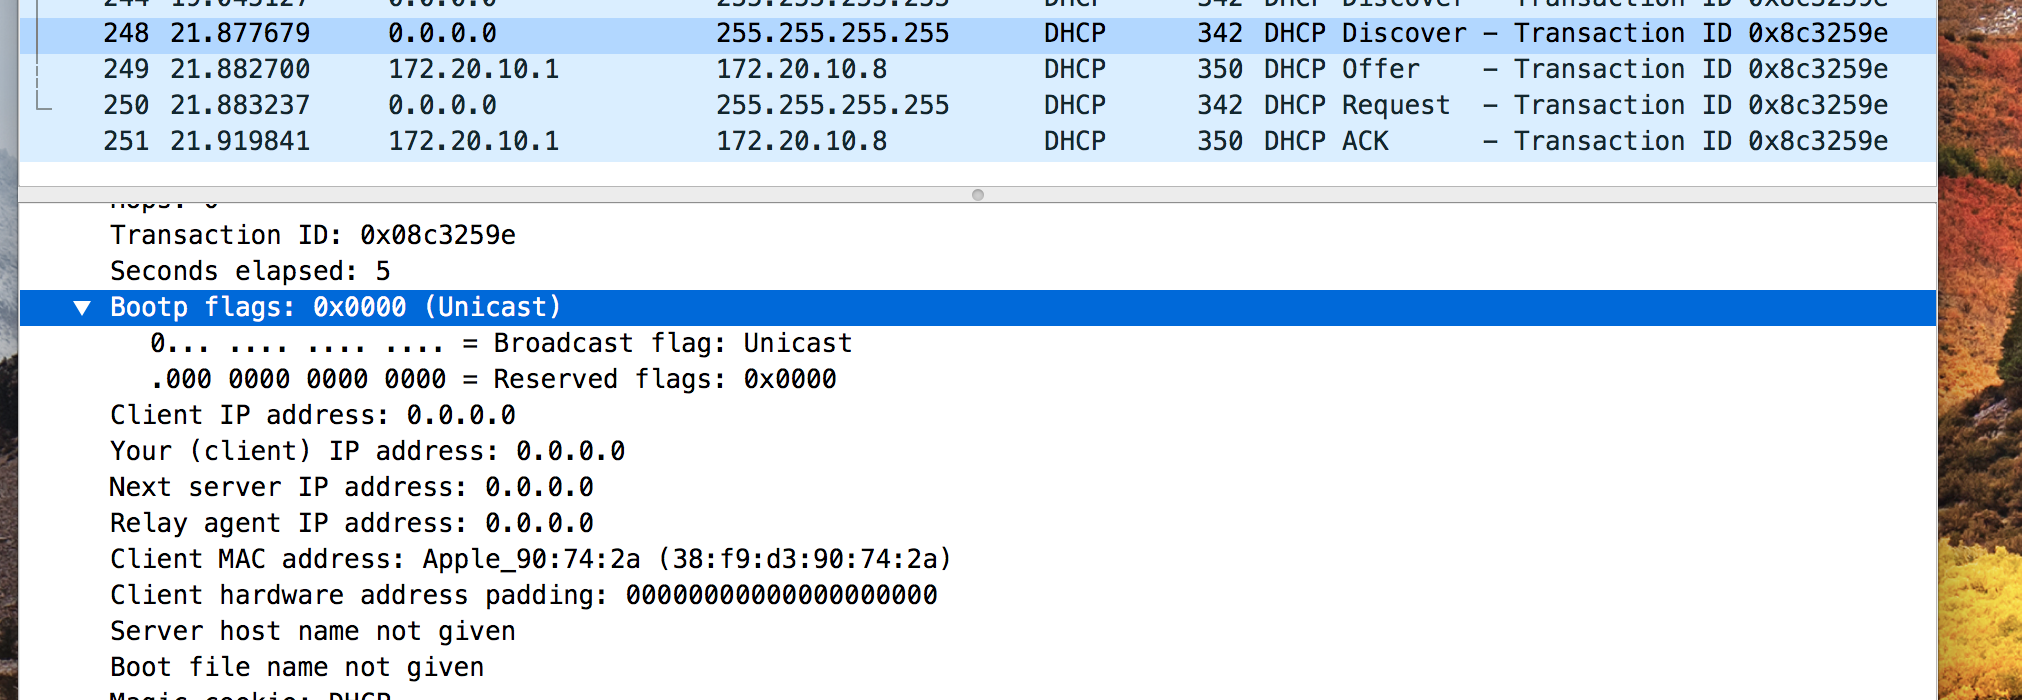 244 19.043127 0.0.0.0 255.255.255.255 DHCP 342 DHCP Discover – Transaction ID 0x8c3259e
248 21.877679 0.0.0.0 255.255.255.255 DHCP 342 DHCP Discover – Transaction ID 0x8c3259e
249 21.882700 172.20.10.1 172.20.10.8 DHCP 350 DHCP Offer – Transaction ID 0x8c3259e
250 21.883237 0.0.0.0 255.255.255.255 DHCP 342 DHCP Request – Transaction ID 0x8c3259e
251 21.919841 172.20.10.1 172.20.10.8 DHCP 350 DHCP ACK – Transaction ID 0x8c3259e
Hops: 0
Transaction ID: 0x08c3259e
Seconds elapsed: 5
▼ Bootp flags: 0x0000 (Unicast)
0... .... .... .... = Broadcast flag: Unicast
.000 0000 0000 0000 = Reserved flags: 0x0000
Client IP address: 0.0.0.0
Your (client) IP address: 0.0.0.0
Next server IP address: 0.0.0.0
Relay agent IP address: 0.0.0.0
Client MAC address: Apple_90:74:2a (38:f9:d3:90:74:2a)
Client hardware address padding: 00000000000000000000
Server host name not given
Boot file name not given
Magic cookie: DHCP